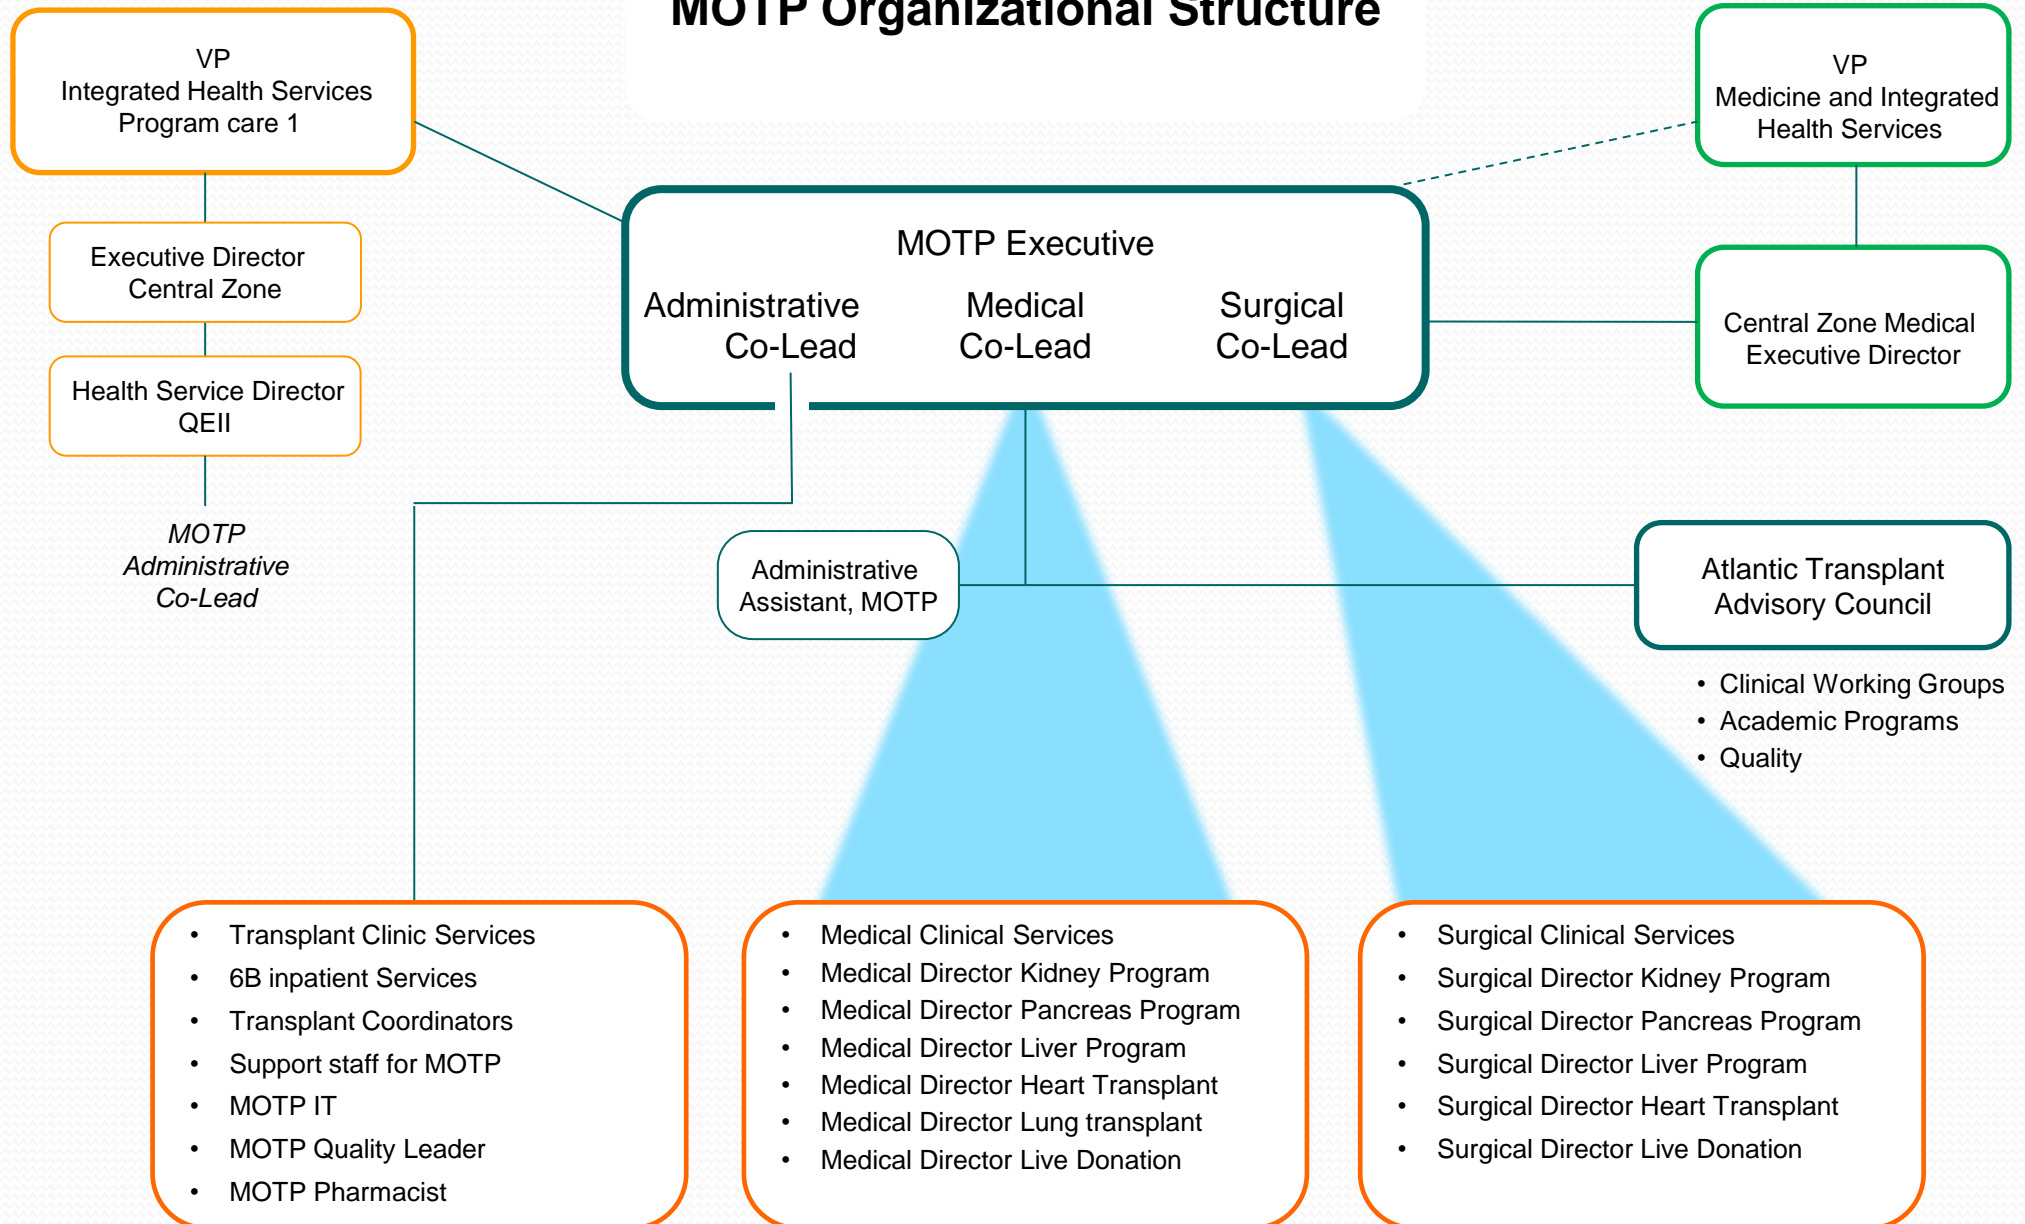 MOTP Organizational Structure
VP
Integrated Health Services
Program care 1
VP
Medicine and Integrated
Health Services
Executive Director
Central Zone
Health Service Director
QEII
MOTP
Administrative
Co-Lead
MOTP Executive
Administrative
Co-Lead
Medical
Co-Lead
Surgical
Co-Lead
Central Zone Medical
Executive Director
Administrative
Assistant, MOTP
Atlantic Transplant
Advisory Council
• Clinical Working Groups
• Academic Programs
• Quality
• Transplant Clinic Services
• 6B inpatient Services
• Transplant Coordinators
• Support staff for MOTP
• MOTP IT
• MOTP Quality Leader
• MOTP Pharmacist
• Medical Clinical Services
• Medical Director Kidney Program
• Medical Director Pancreas Program
• Medical Director Liver Program
• Medical Director Heart Transplant
• Medical Director Lung transplant
• Medical Director Live Donation
• Surgical Clinical Services
• Surgical Director Kidney Program
• Surgical Director Pancreas Program
• Surgical Director Liver Program
• Surgical Director Heart Transplant
• Surgical Director Live Donation